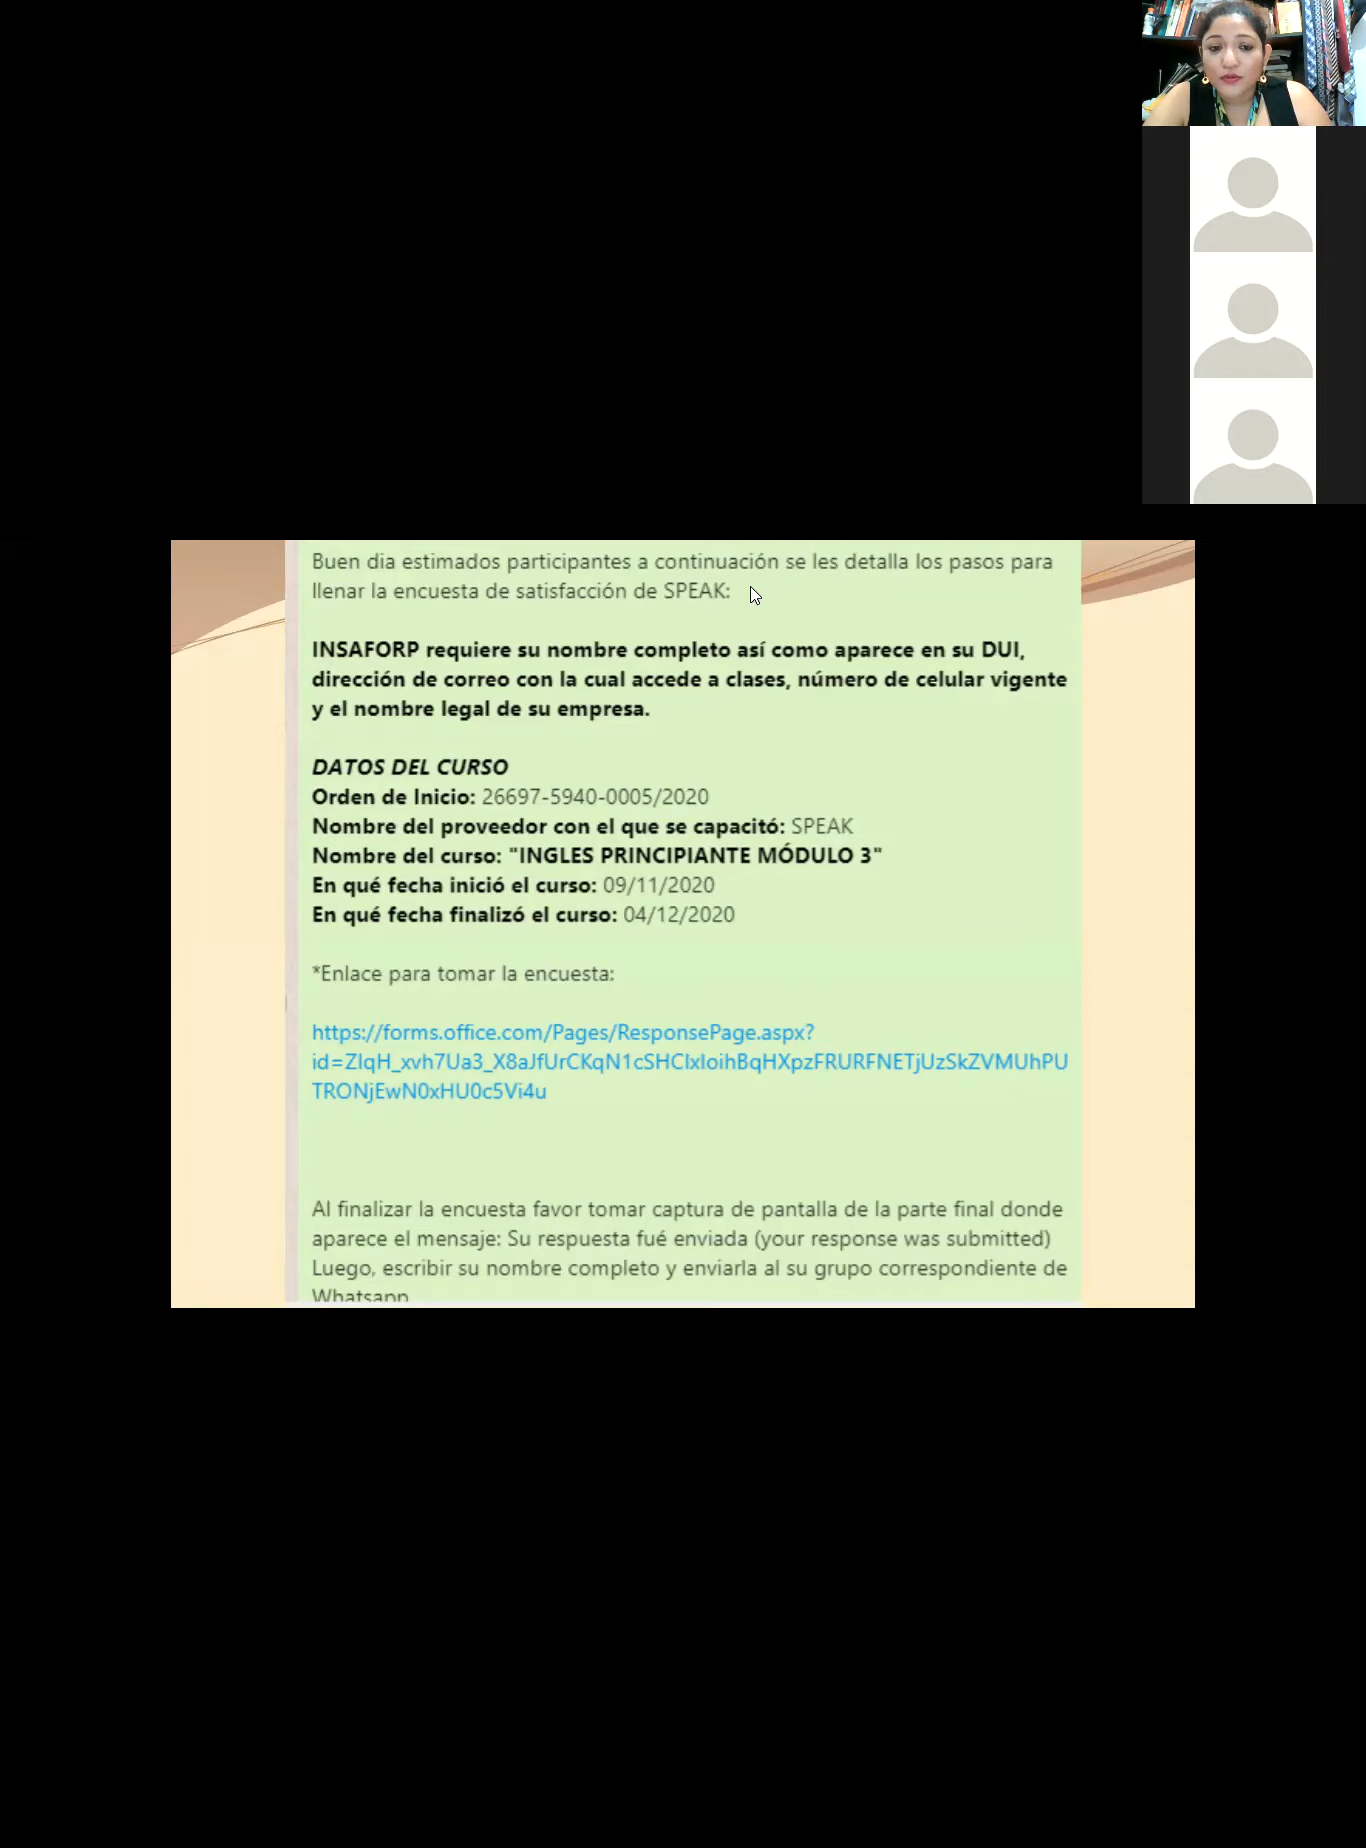 Buen dia estimados participantes a continuación se les detalla los pasos para
llenar la encuesta de satisfacción de SPEAK:
INSAFORP requiere su nombre completo así como aparece en su DUI,
dirección de correo con la cual accede a clases, número de celular vigente
y el nombre legal de su empresa.
DATOS DEL CURSO
Orden de Inicio: 26697-5940-0005/2020
Nombre del proveedor con el que se capacitó: SPEAK
Nombre del curso: "INGLES PRINCIPIANTE MÓDULO 3"
En qué fecha inició el curso: 09/11/2020
En qué fecha finalizó el curso: 04/12/2020
*Enlace para tomar la encuesta:
https://forms.office.com/Pages/ResponsePage.aspx?
id=ZIqH_xvh7Ua3_X8aJfUrCKqN1cSHCIxIoihBqHXpzFRURFNETjUzSkZVMUhPU
TRONjEwN0xHU0c5Vi4u
Al finalizar la encuesta favor tomar captura de pantalla de la parte final donde
aparece el mensaje: Su respuesta fué enviada (your response was submitted)
Luego, escribir su nombre completo y enviarla al su grupo correspondiente de
Whatsapp